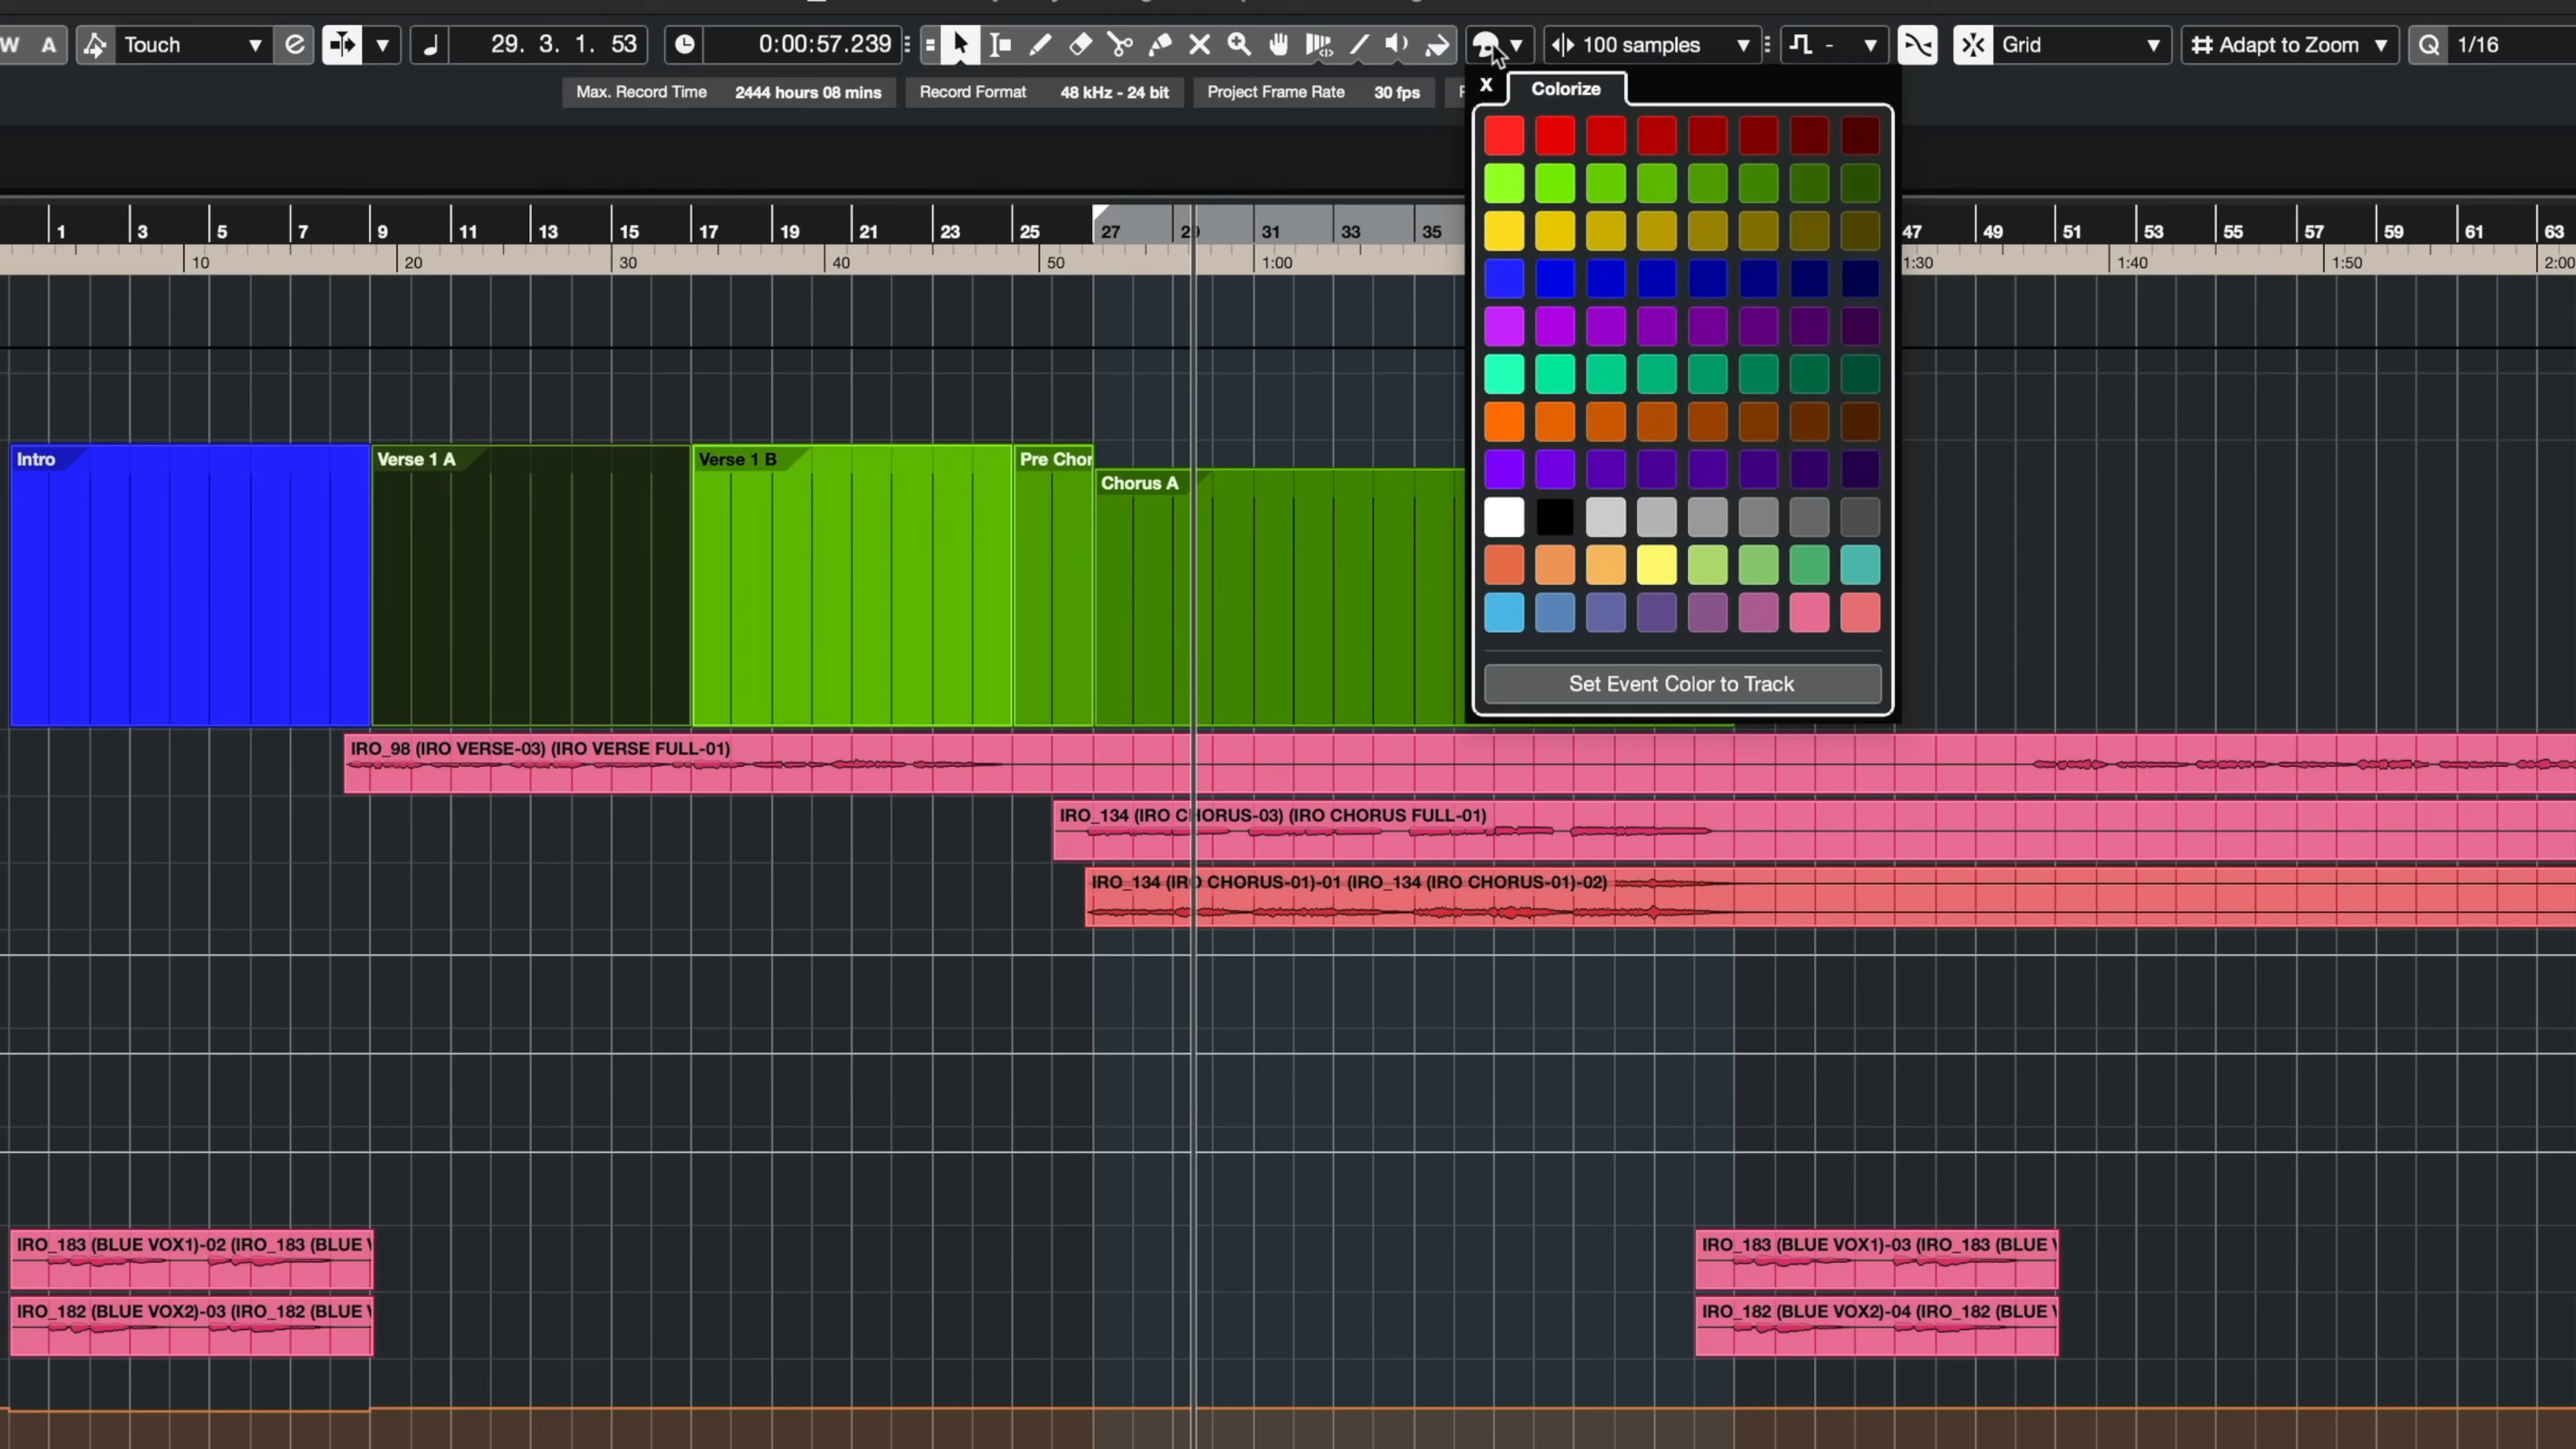 W A Touch e 29. 3. 1. 53 0:00:57.239 100 samples - Grid Adapt to Zoom Q 1/16
Max. Record Time 2444 hours 08 mins Record Format 48 kHz - 24 bit Project Frame Rate 30 fps
X Colorize
1 3 5 7 9 11 13 15 17 19 21 23 25 27 29 31 33 35 47 49 51 53 55 57 59 61 63
10 20 30 40 50 1:00 1:30 1:40 1:50 2:00
Intro Verse 1 A Verse 1 B Pre Chor
Chorus A
Set Event Color to Track
IRO_98 (IRO VERSE-03) (IRO VERSE FULL-01)
IRO_134 (IRO CHORUS-03) (IRO CHORUS FULL-01)
IRO_134 (IRO CHORUS-01)-01 (IRO_134 (IRO CHORUS-01)-02)
IRO_183 (BLUE VOX1)-02 (IRO_183 (BLUE IRO_183 (BLUE VOX1)-03 (IRO_183 (BLUE
IRO_182 (BLUE VOX2)-03 (IRO_182 (BLUE IRO_182 (BLUE VOX2)-04 (IRO_182 (BLUE